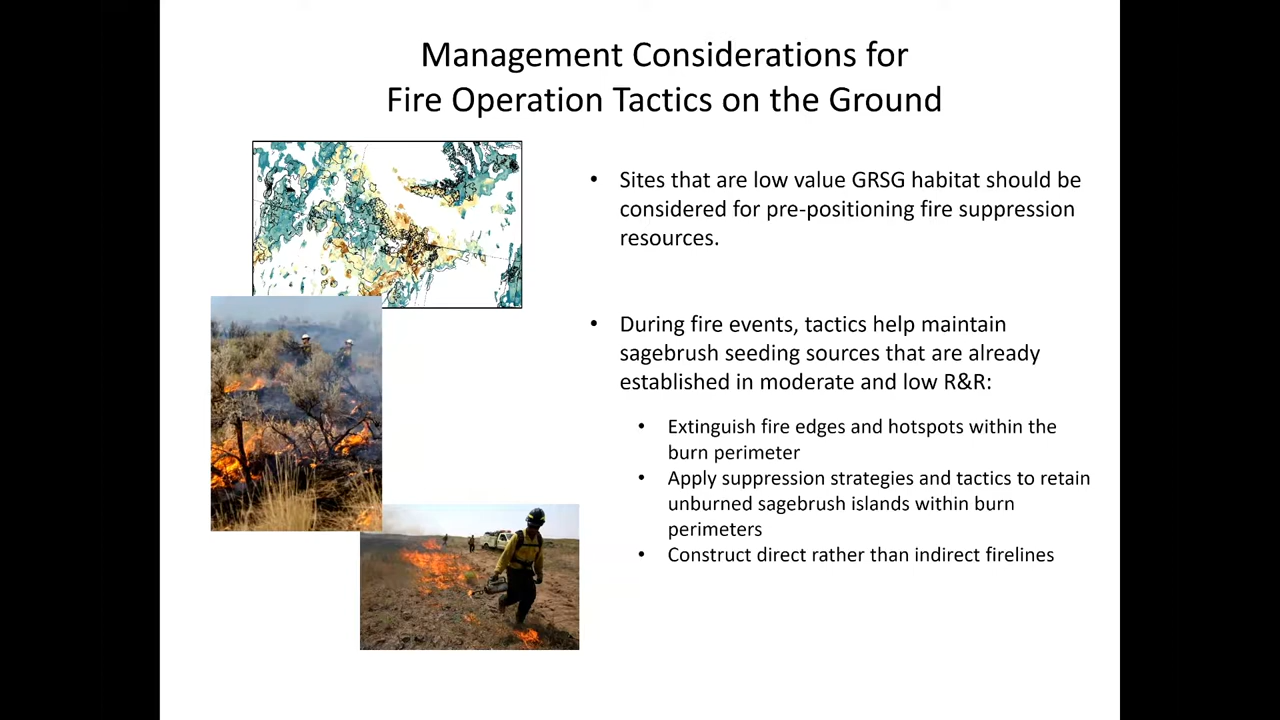 Management Considerations for
Fire Operation Tactics on the Ground
• Sites that are low value GRSG habitat should be
considered for pre-positioning fire suppression
resources.
• During fire events, tactics help maintain
sagebrush seeding sources that are already
established in moderate and low R&R:
• Extinguish fire edges and hotspots within the
burn perimeter
• Apply suppression strategies and tactics to retain
unburned sagebrush islands within burn
perimeters
• Construct direct rather than indirect firelines